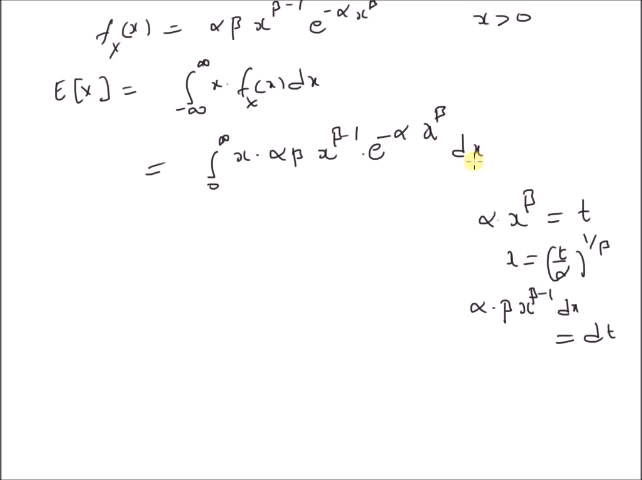 f_X(x) = αβ x^{β-1} e^{-αx^β} x > 0
E[X] = ∫_{-∞}^{∞} x · f_X(x) dx
= ∫_0^∞ x · αβ x^{β-1} · e^{-α x^β} dx
α · x^β = t
x = (t/α)^{1/β}
α · β x^{β-1} dx
= dt